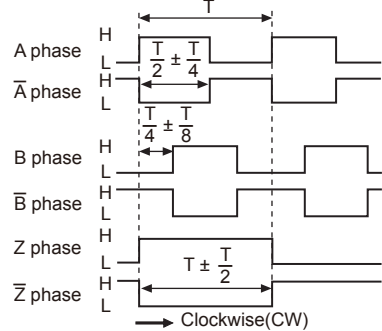 T
H
A phase
L
T/2 ± T/4
H
A̅ phase
L
T/4 ± T/8
H
B phase
L
H
B̅ phase
L
H
Z phase
L
T ± T/2
H
Z̅ phase
L
Clockwise(CW)